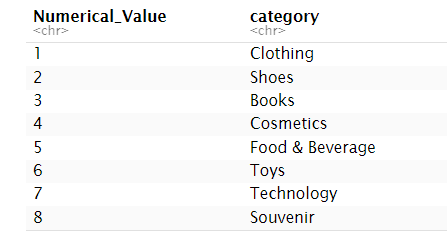 Numerical_Value category
<chr> <chr>
1 Clothing
2 Shoes
3 Books
4 Cosmetics
5 Food & Beverage
6 Toys
7 Technology
8 Souvenir